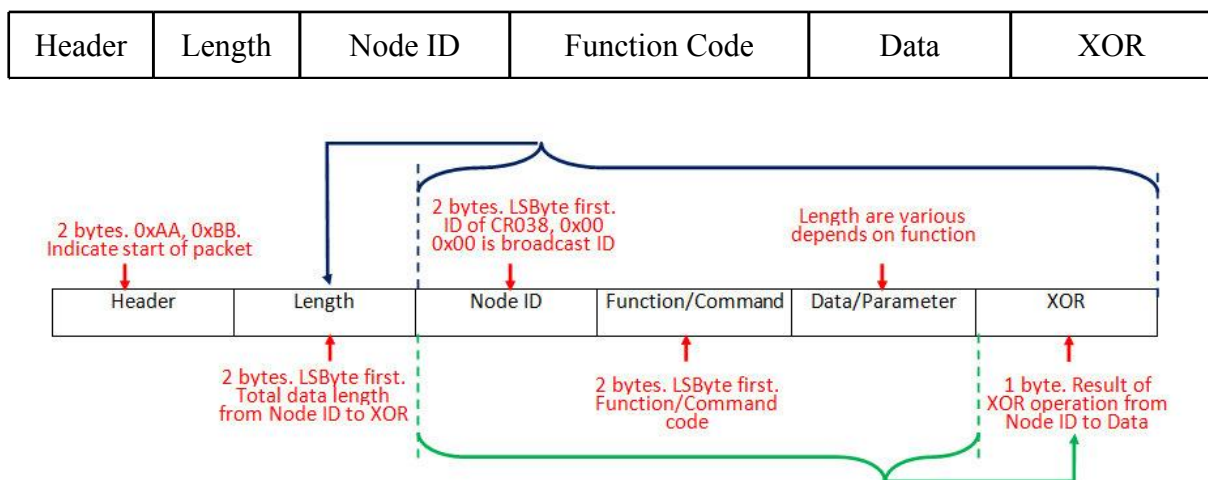 Header Length Node ID Function Code Data XOR
2 bytes. 0xAA, 0xBB.
Indicate start of packet
2 bytes. LSByte first.
ID of CR038, 0x00
0x00 is broadcast ID
Length are various
depends on function
Header Length Node ID Function/Command Data/Parameter XOR
2 bytes. LSByte first.
Total data length
from Node ID to XOR
2 bytes. LSByte first.
Function/Command
code
1 byte. Result of
XOR operation from
Node ID to Data